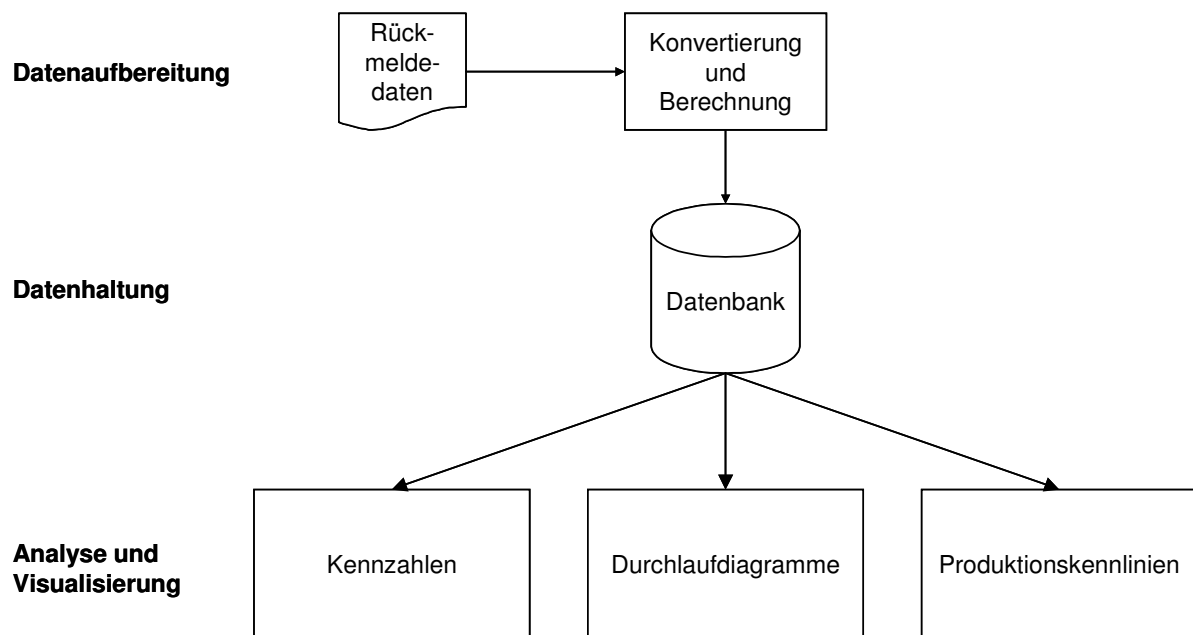 Rück-
melde-
daten
Konvertierung
und
Berechnung
Datenaufbereitung
Datenhaltung
Datenbank
Analyse und
Visualisierung
Kennzahlen
Durchlaufdiagramme
Produktionskennlinien